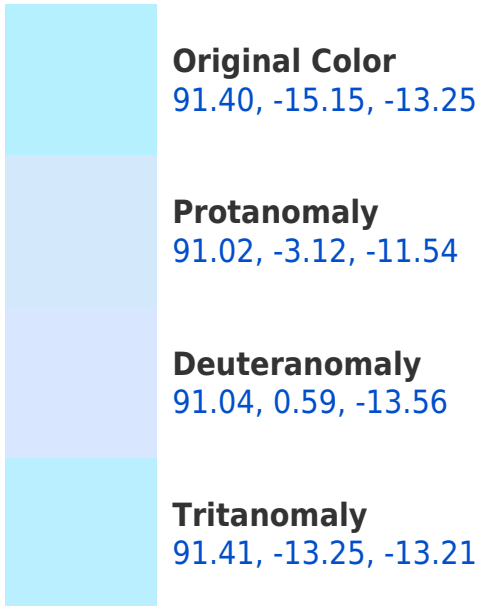 Original Color
91.40, -15.15, -13.25
Protanomaly
91.02, -3.12, -11.54
Deuteranomaly
91.04, 0.59, -13.56
Tritanomaly
91.41, -13.25, -13.21